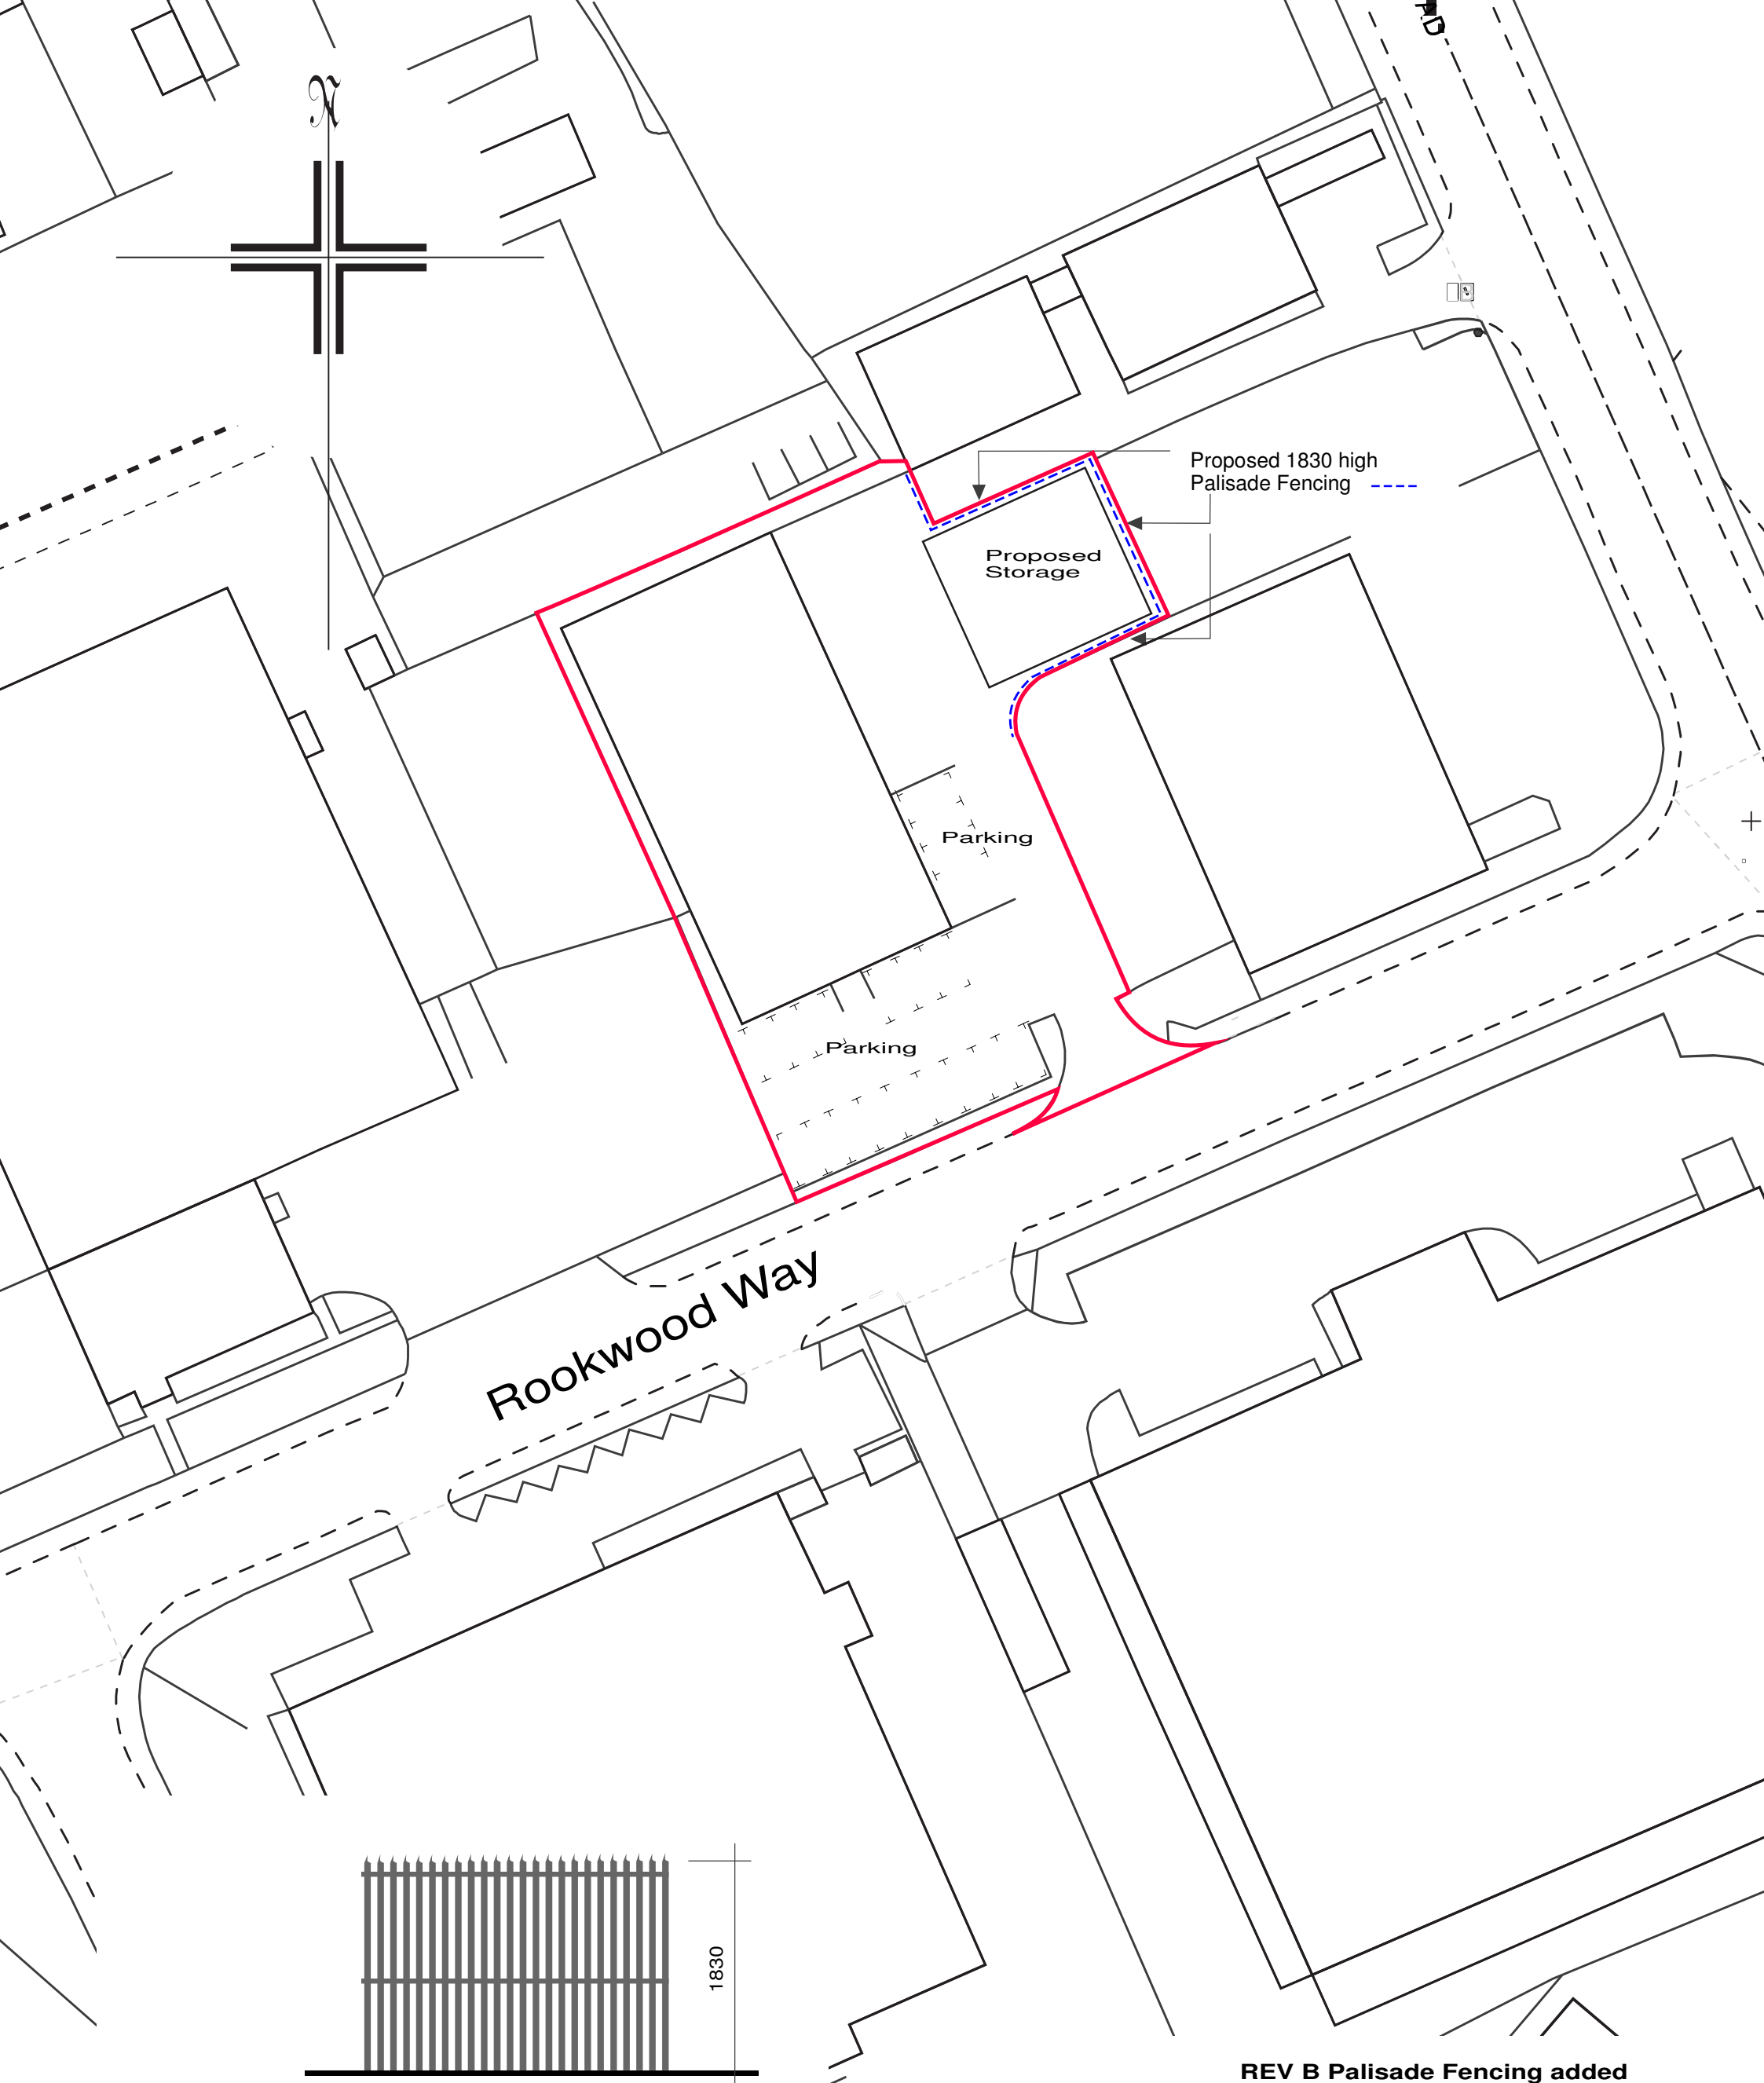 N
Proposed 1830 high
Palisade Fencing
Proposed
Storage
Parking
Parking
Rookwood Way
1830
REV B Palisade Fencing added